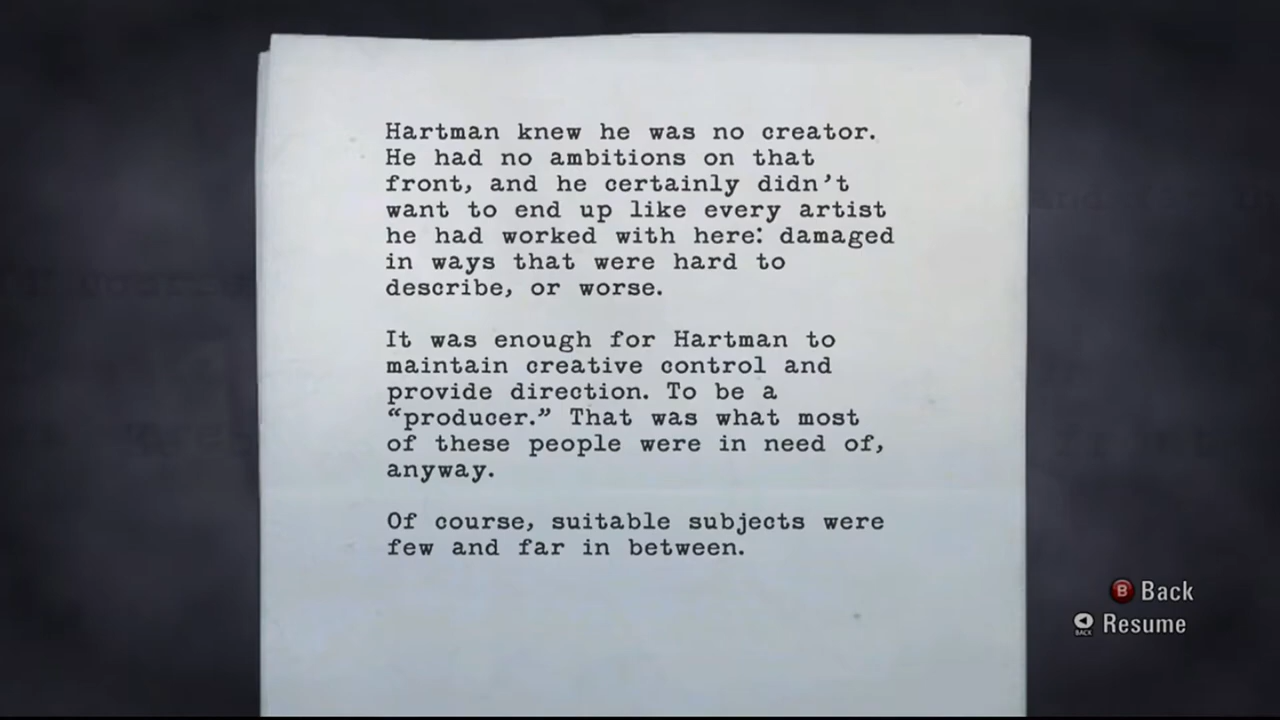 Hartman knew he was no creator.
He had no ambitions on that
front, and he certainly didn’t
want to end up like every artist
he had worked with here: damaged
in ways that were hard to
describe, or worse.
It was enough for Hartman to
maintain creative control and
provide direction. To be a
“producer.” That was what most
of these people were in need of,
anyway.
Of course, suitable subjects were
few and far in between.
B Back
BACK Resume